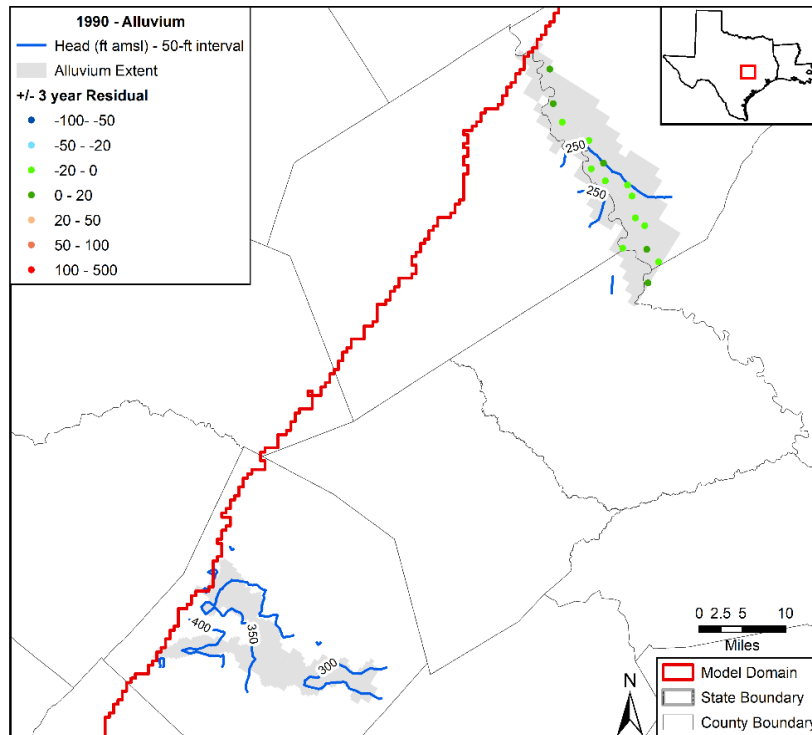 1990 - Alluvium
Head (ft amsl) - 50-ft interval
Alluvium Extent
+/- 3 year Residual
-100- -50
-50 - -20
-20 - 0
0 - 20
20 - 50
50 - 100
100 - 500
250
250
400
350
300
0 2.5 5 10
Miles
N
Model Domain
State Boundary
County Boundary